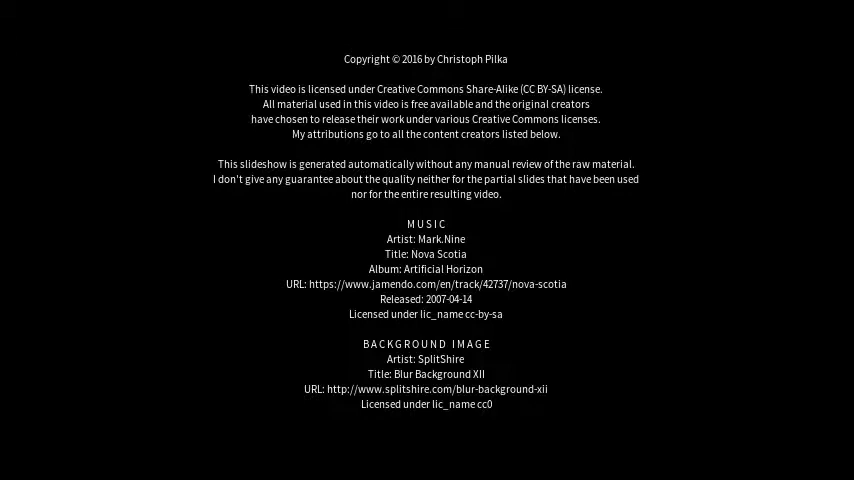 Copyright © 2016 by Christoph Pilka
This video is licensed under Creative Commons Share-Alike (CC BY-SA) license.
All material used in this video is free available and the original creators
have chosen to release their work under various Creative Commons licenses.
My attributions go to all the content creators listed below.
This slideshow is generated automatically without any manual review of the raw material.
I don't give any guarantee about the quality neither for the partial slides that have been used
nor for the entire resulting video.
MUSIC
Artist: Mark.Nine
Title: Nova Scotia
Album: Artificial Horizon
URL: https://www.jamendo.com/en/track/42737/nova-scotia
Released: 2007-04-14
Licensed under lic_name cc-by-sa
BACKGROUND IMAGE
Artist: SplitShire
Title: Blur Background XII
URL: http://www.splitshire.com/blur-background-xii
Licensed under lic_name cc0